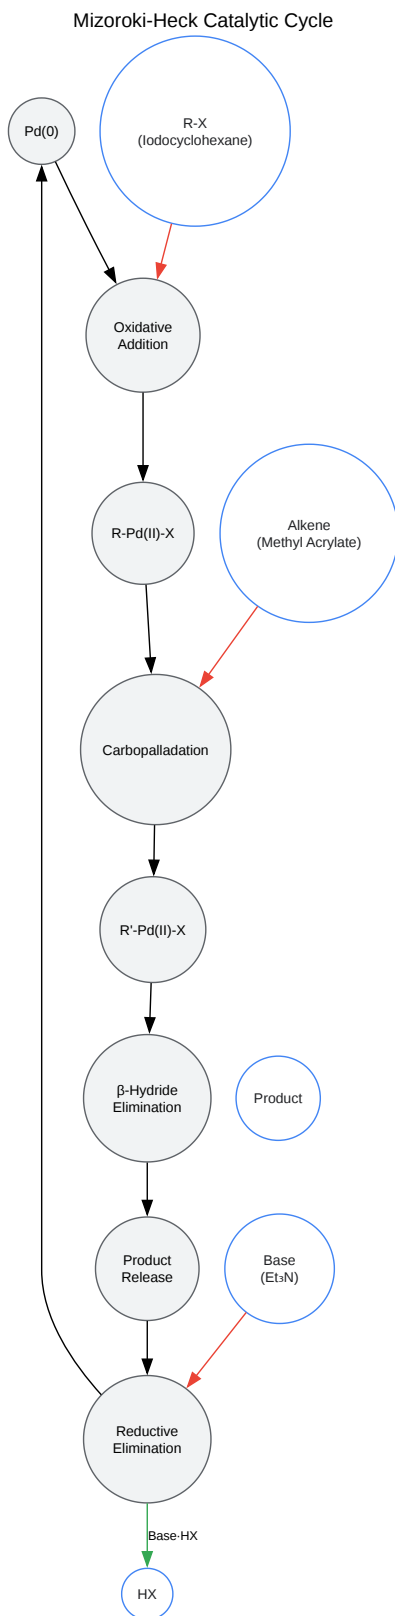 Mizoroki-Heck Catalytic Cycle
Pd(0)
R-X
(Iodocyclohexane)
Oxidative
Addition
R-Pd(II)-X
Alkene
(Methyl Acrylate)
Carbopalladation
R'-Pd(II)-X
β-Hydride
Elimination
Product
Product
Release
Base
(Et₃N)
Reductive
Elimination
Base·HX
HX